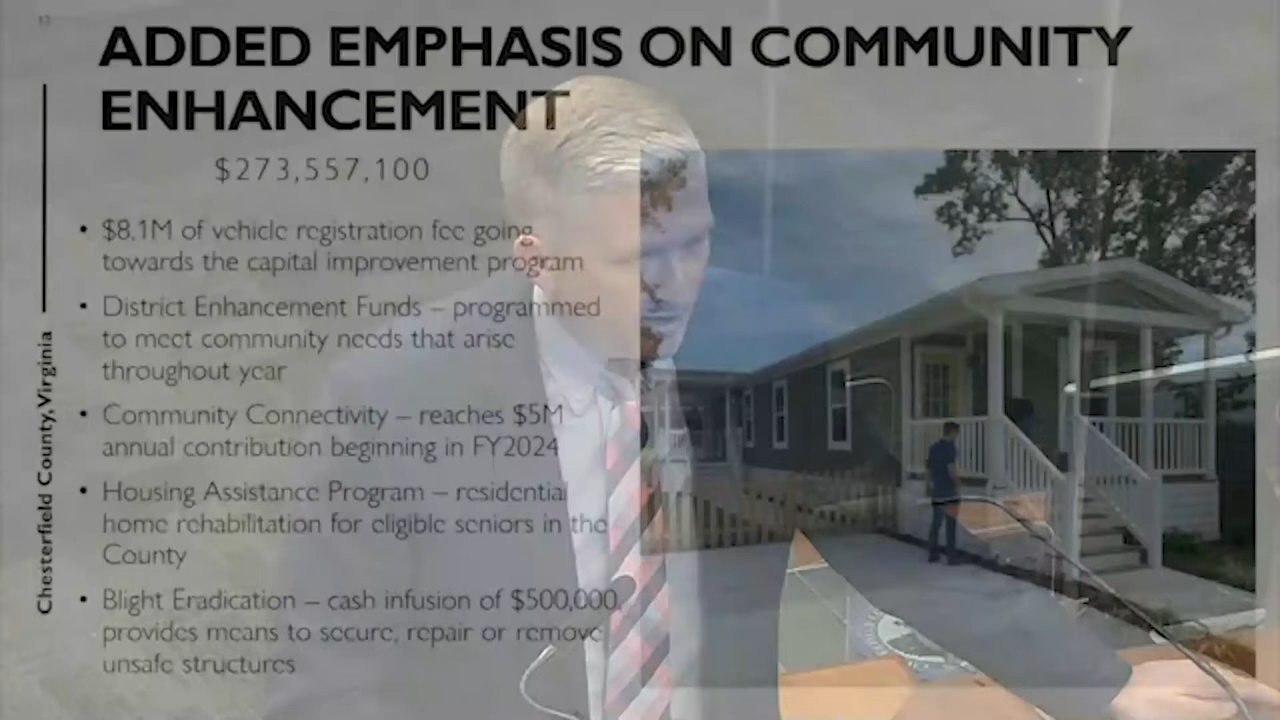 13
ADDED EMPHASIS ON COMMUNITY
ENHANCEMENT
$273,557,100
• $8.1M of vehicle registration fee going
towards the capital improvement program
• District Enhancement Funds – programmed
to meet community needs that arise
throughout year
• Community Connectivity – reaches $5M
annual contribution beginning in FY2024
• Housing Assistance Program – residential
home rehabilitation for eligible seniors in the
County
• Blight Eradication – cash infusion of $500,000
provides means to secure, repair or remove
unsafe structures
Chesterfield County, Virginia